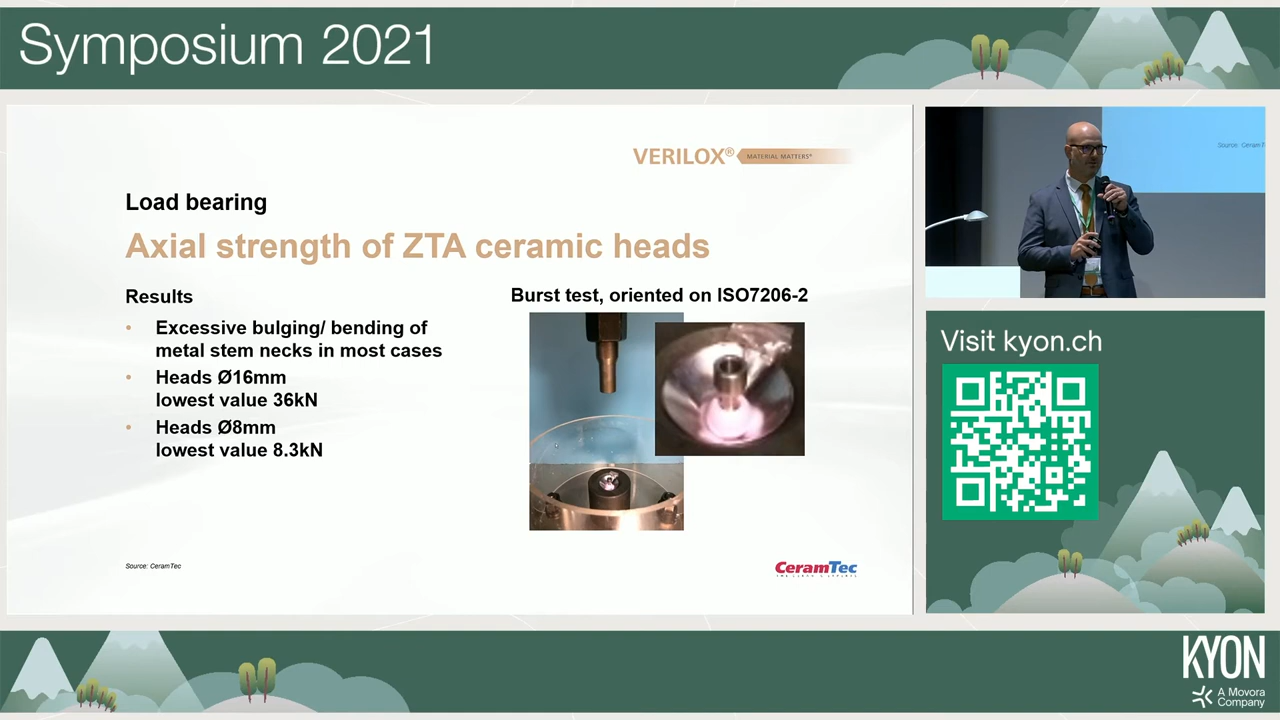 Symposium 2021
VERILOX® MATERIAL MATTERS®
Load bearing
Axial strength of ZTA ceramic heads
Results
• Excessive bulging/ bending of
metal stem necks in most cases
• Heads Ø16mm
lowest value 36kN
• Heads Ø8mm
lowest value 8.3kN
Burst test, oriented on ISO7206-2
Source: CeramTec
CeramTec
Source: Ceram
Visit kyon.ch
KYON
A Movora
Company